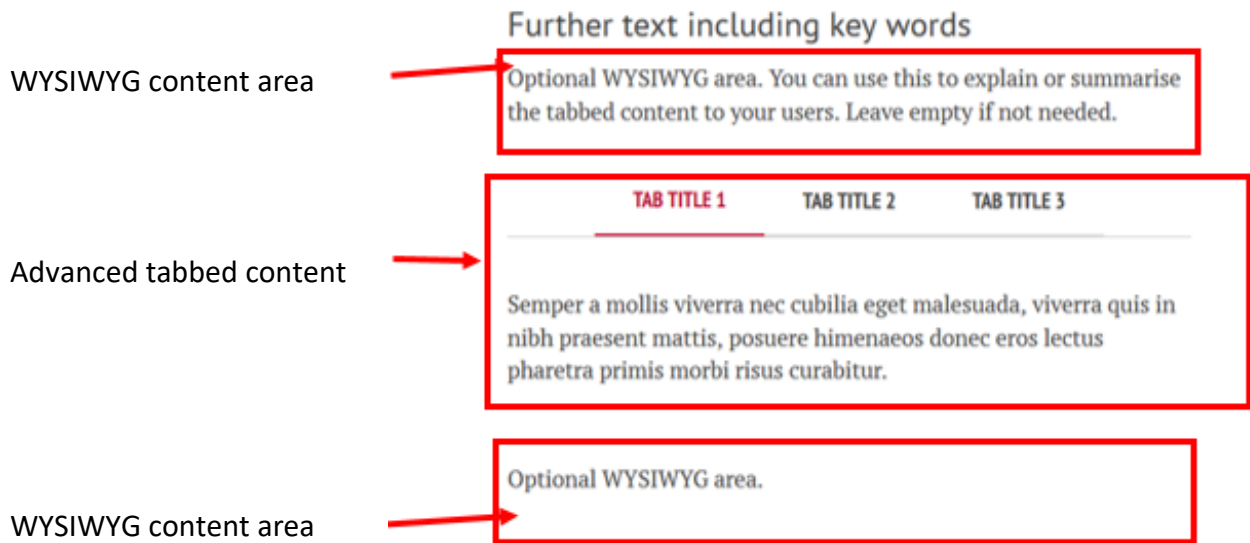 Further text including key words
WYSIWYG content area
Optional WYSIWYG area. You can use this to explain or summarise
the tabbed content to your users. Leave empty if not needed.
TAB TITLE 1 TAB TITLE 2 TAB TITLE 3
Advanced tabbed content
Semper a mollis viverra nec cubilia eget malesuada, viverra quis in
nibh praesent mattis, posuere himenaeos donec eros lectus
pharetra primis morbi risus curabitur.
Optional WYSIWYG area.
WYSIWYG content area